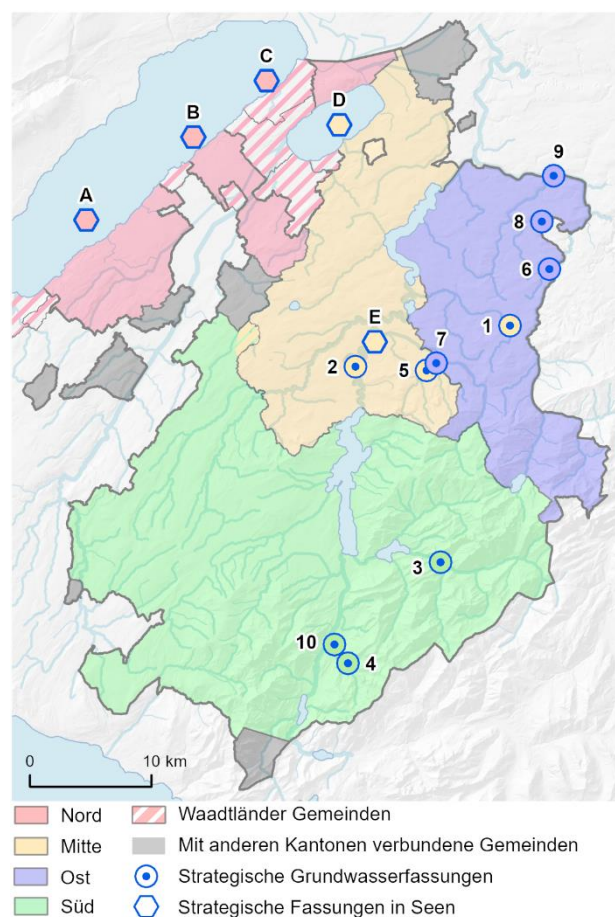 C
B
D
9
A
8
6
1
E
7
2
5
3
10
4
0
10 km
Nord
Waadtländer Gemeinden
Mitte
Mit anderen Kantonen verbundene Gemeinden
Ost
Strategische Grundwasserfassungen
Süd
Strategische Fassungen in Seen